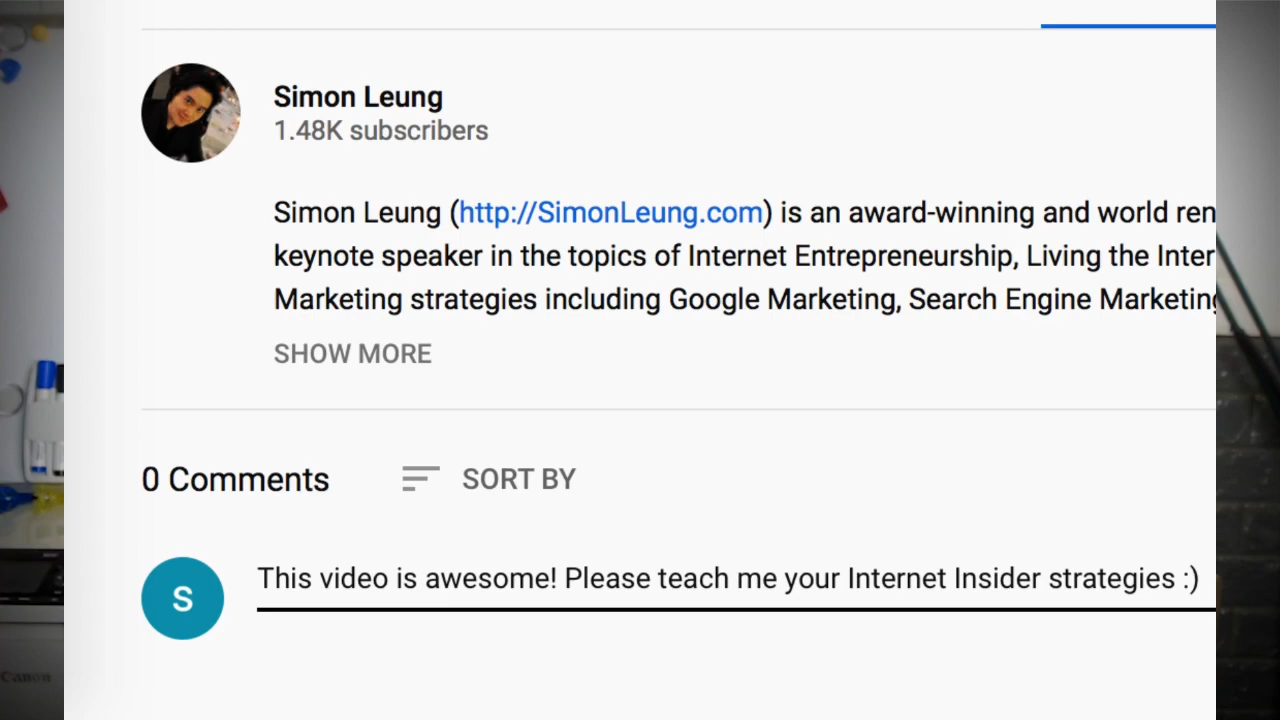 Simon Leung
1.48K subscribers
Simon Leung (http://SimonLeung.com) is an award-winning and world ren
keynote speaker in the topics of Internet Entrepreneurship, Living the Inter
Marketing strategies including Google Marketing, Search Engine Marketing
SHOW MORE
0 Comments SORT BY
S This video is awesome! Please teach me your Internet Insider strategies :)
Canon